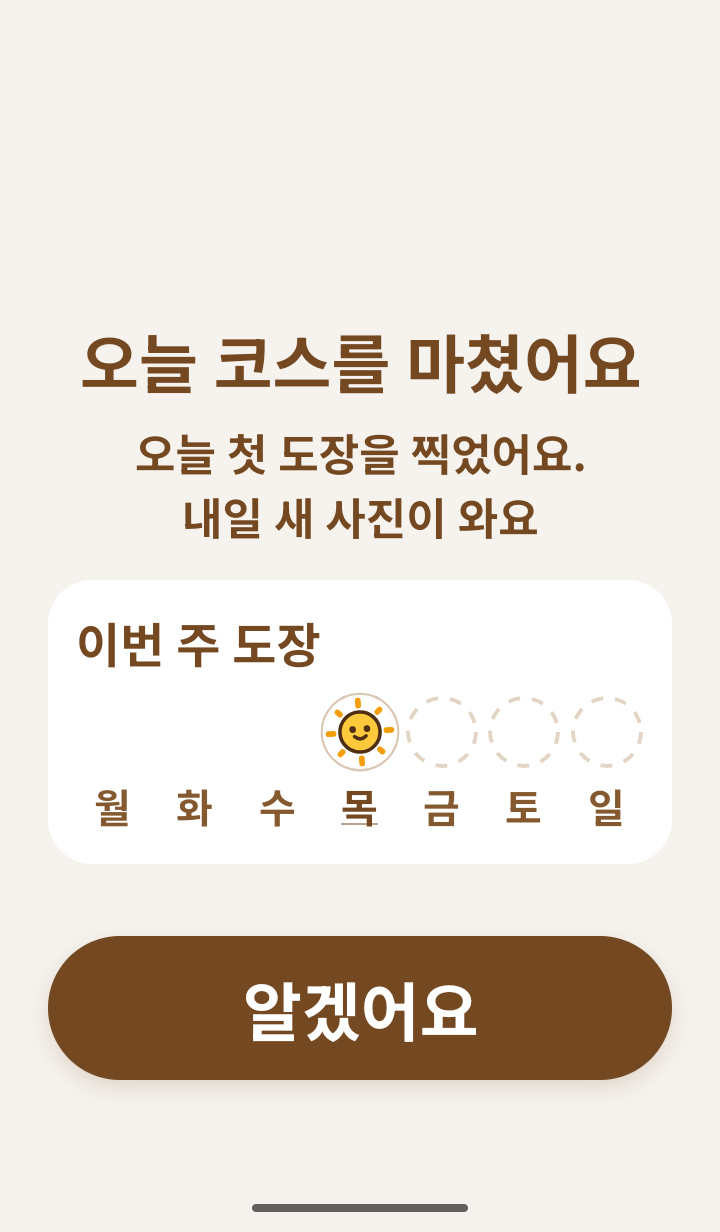 오늘 코스를 마쳤어요
오늘 첫 도장을 찍었어요.
내일 새 사진이 와요
이번 주 도장
월 화 수 목 금 토 일
알겠어요